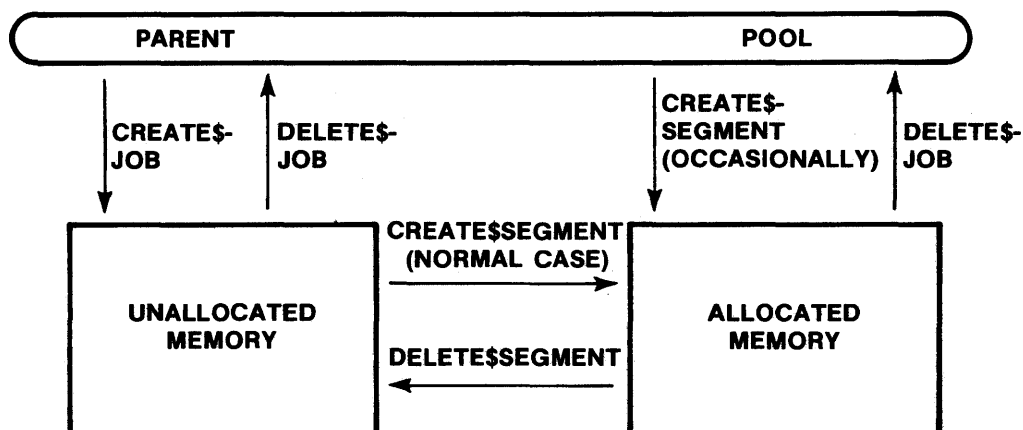 PARENT POOL
CREATE$-
JOB
DELETE$-
JOB
CREATE$-
SEGMENT
(OCCASIONALLY)
DELETE$-
JOB
CREATE$SEGMENT
(NORMAL CASE)
UNALLOCATED
MEMORY
ALLOCATED
MEMORY
DELETE$SEGMENT